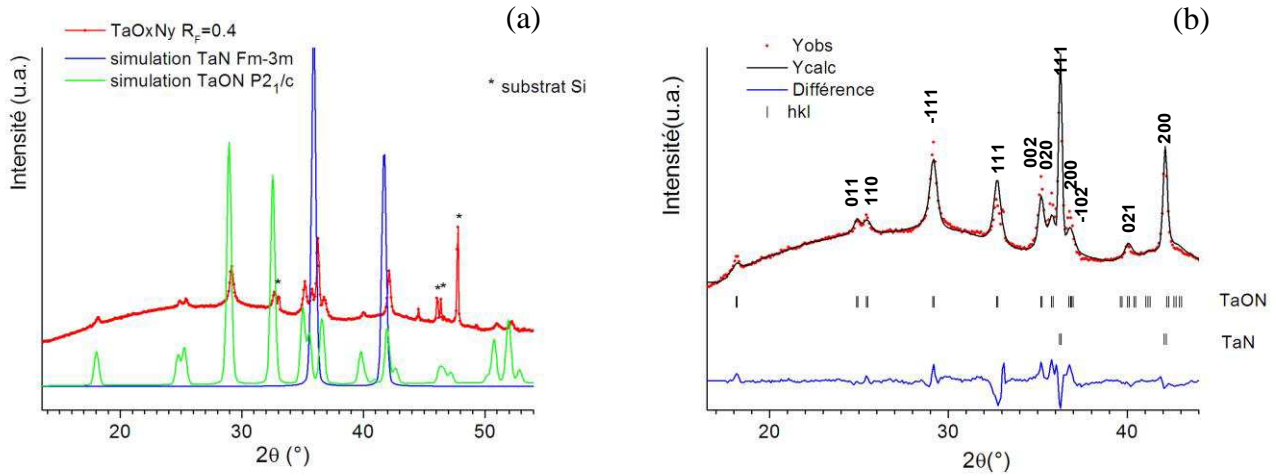 (a)
TaOxNy R_F=0.4
simulation TaN Fm-3m
simulation TaON P2₁/c
* substrat Si
Intensité (u.a.)
*
*
*
*
20
30
40
50
2θ (°)
(b)
Yobs
Ycalc
Différence
hkl
Intensité(u.a.)
011
110
-111
111
002
020
111
200
-102
021
200
TaON
TaN
20
30
40
2θ(°)